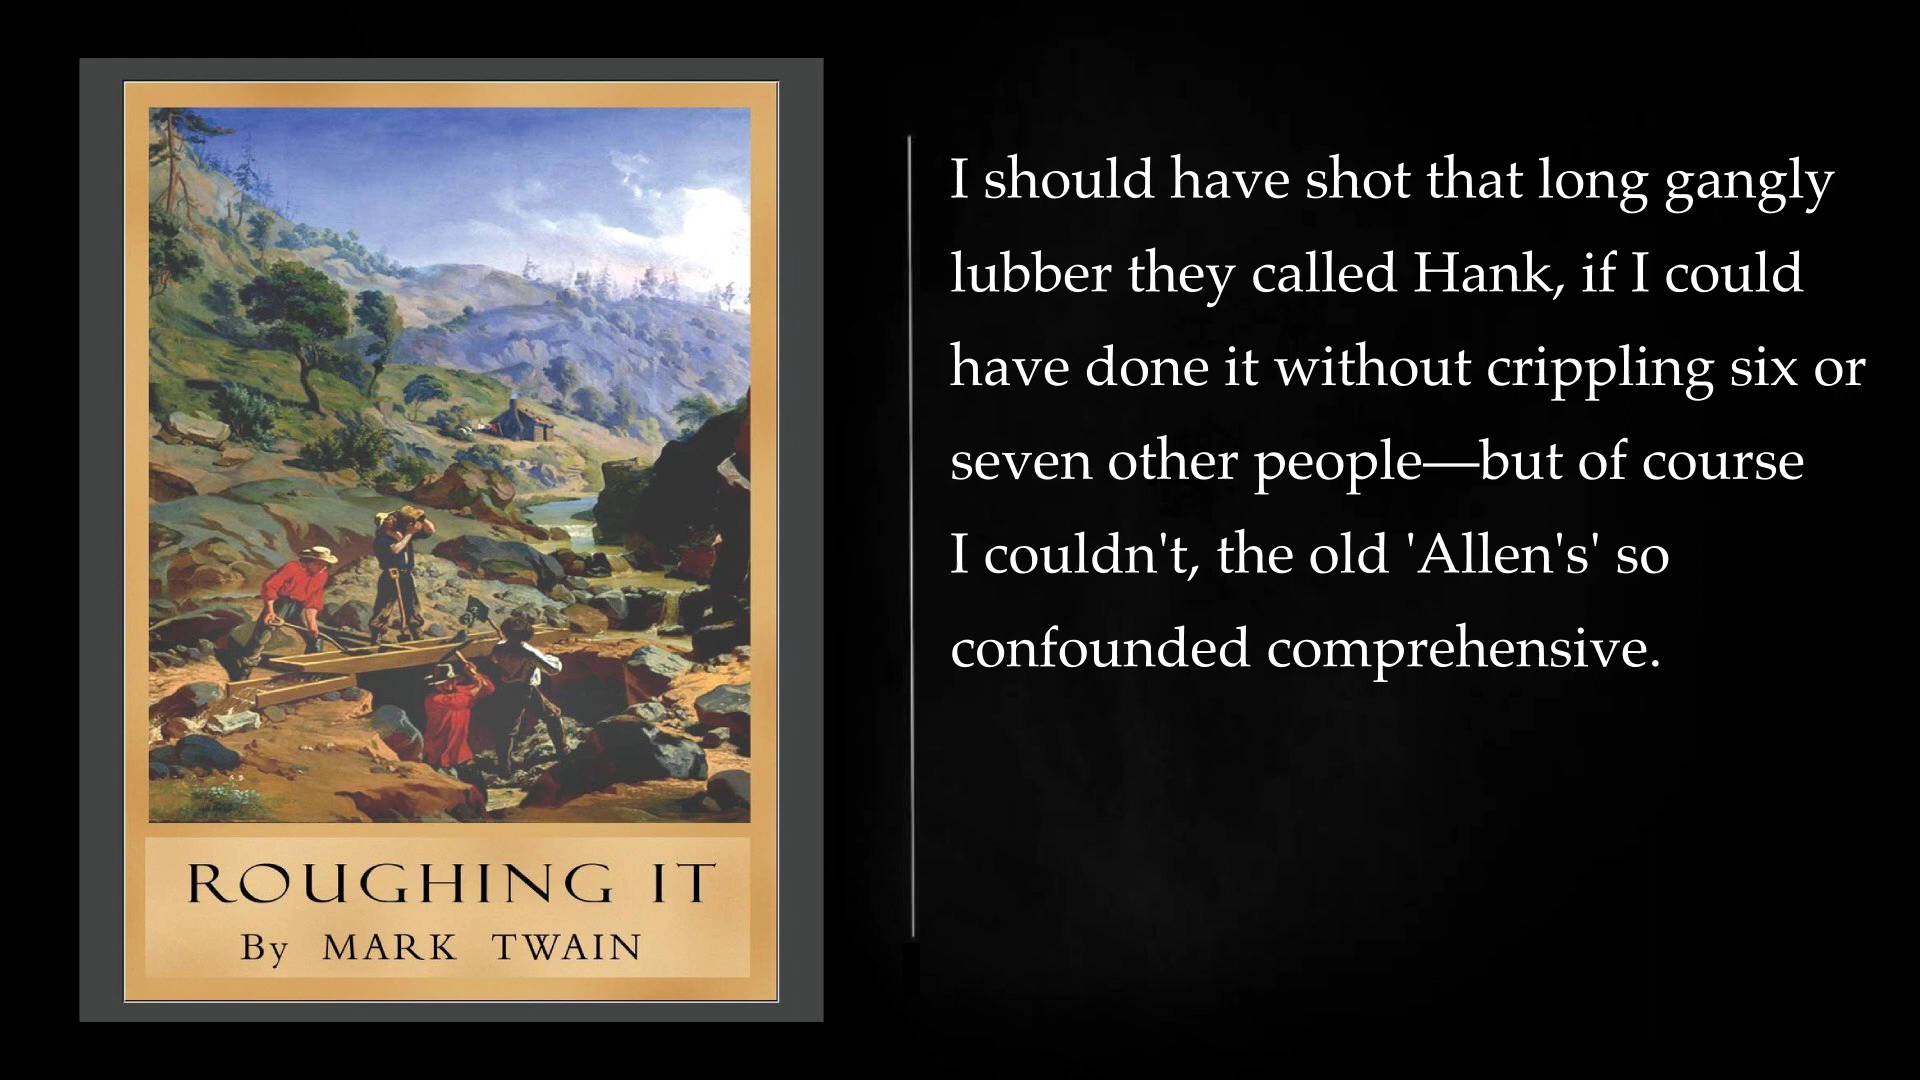 ROUGHING IT
By MARK TWAIN
I should have shot that long gangly
lubber they called Hank, if I could
have done it without crippling six or
seven other people—but of course
I couldn't, the old 'Allen's' so
confounded comprehensive.